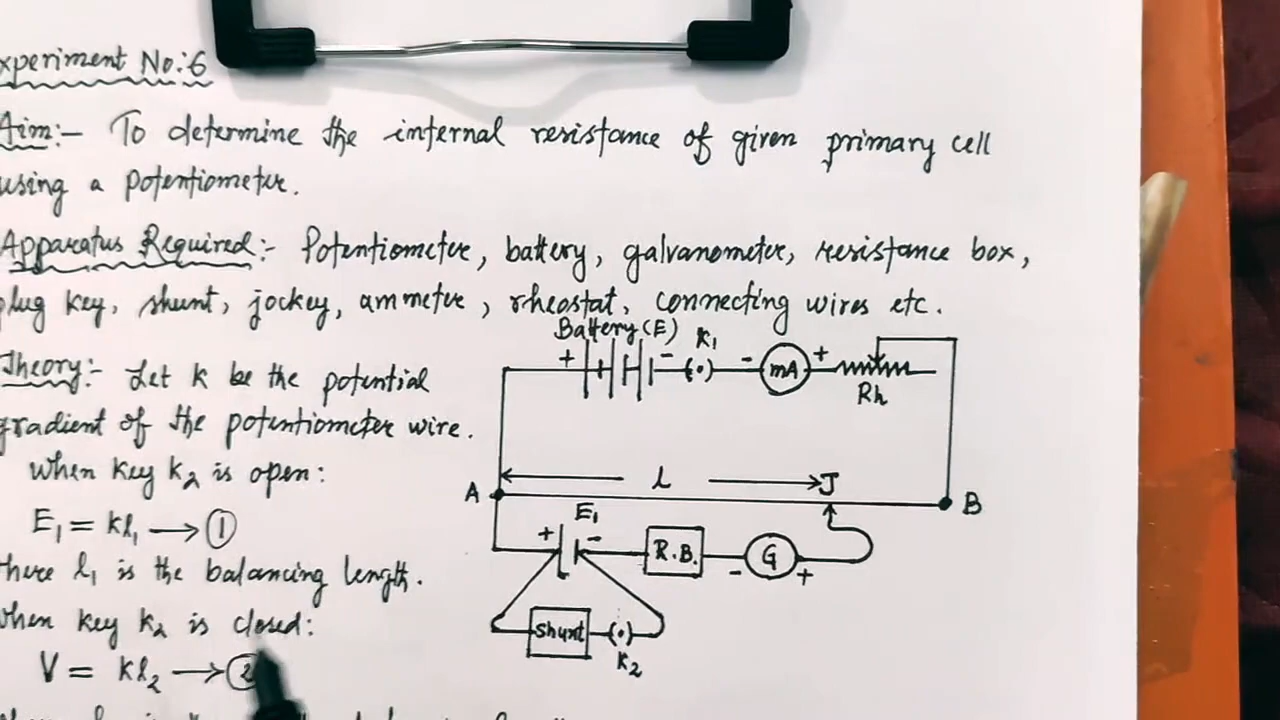 xperiment No:6
Aim:- To determine the internal resistance of given primary cell
using a potentiometer.
Apparatus Required:- Potentiometer, battery, galvanometer, resistance box,
plug key, shunt, jockey, ammeter, rheostat, connecting wires etc.
Theory:- Let K be the potential
gradient of the potentiometer wire.
When key K₂ is open:
E₁ = Kl₁ → ①
here l₁ is the balancing length.
When key K₂ is closed:
V = Kl₂ → ②
Battery (E) K₁
+ - - mA +
Rh
l J
A B
E₁
+ - R.B. - G +
Shunt
K₂